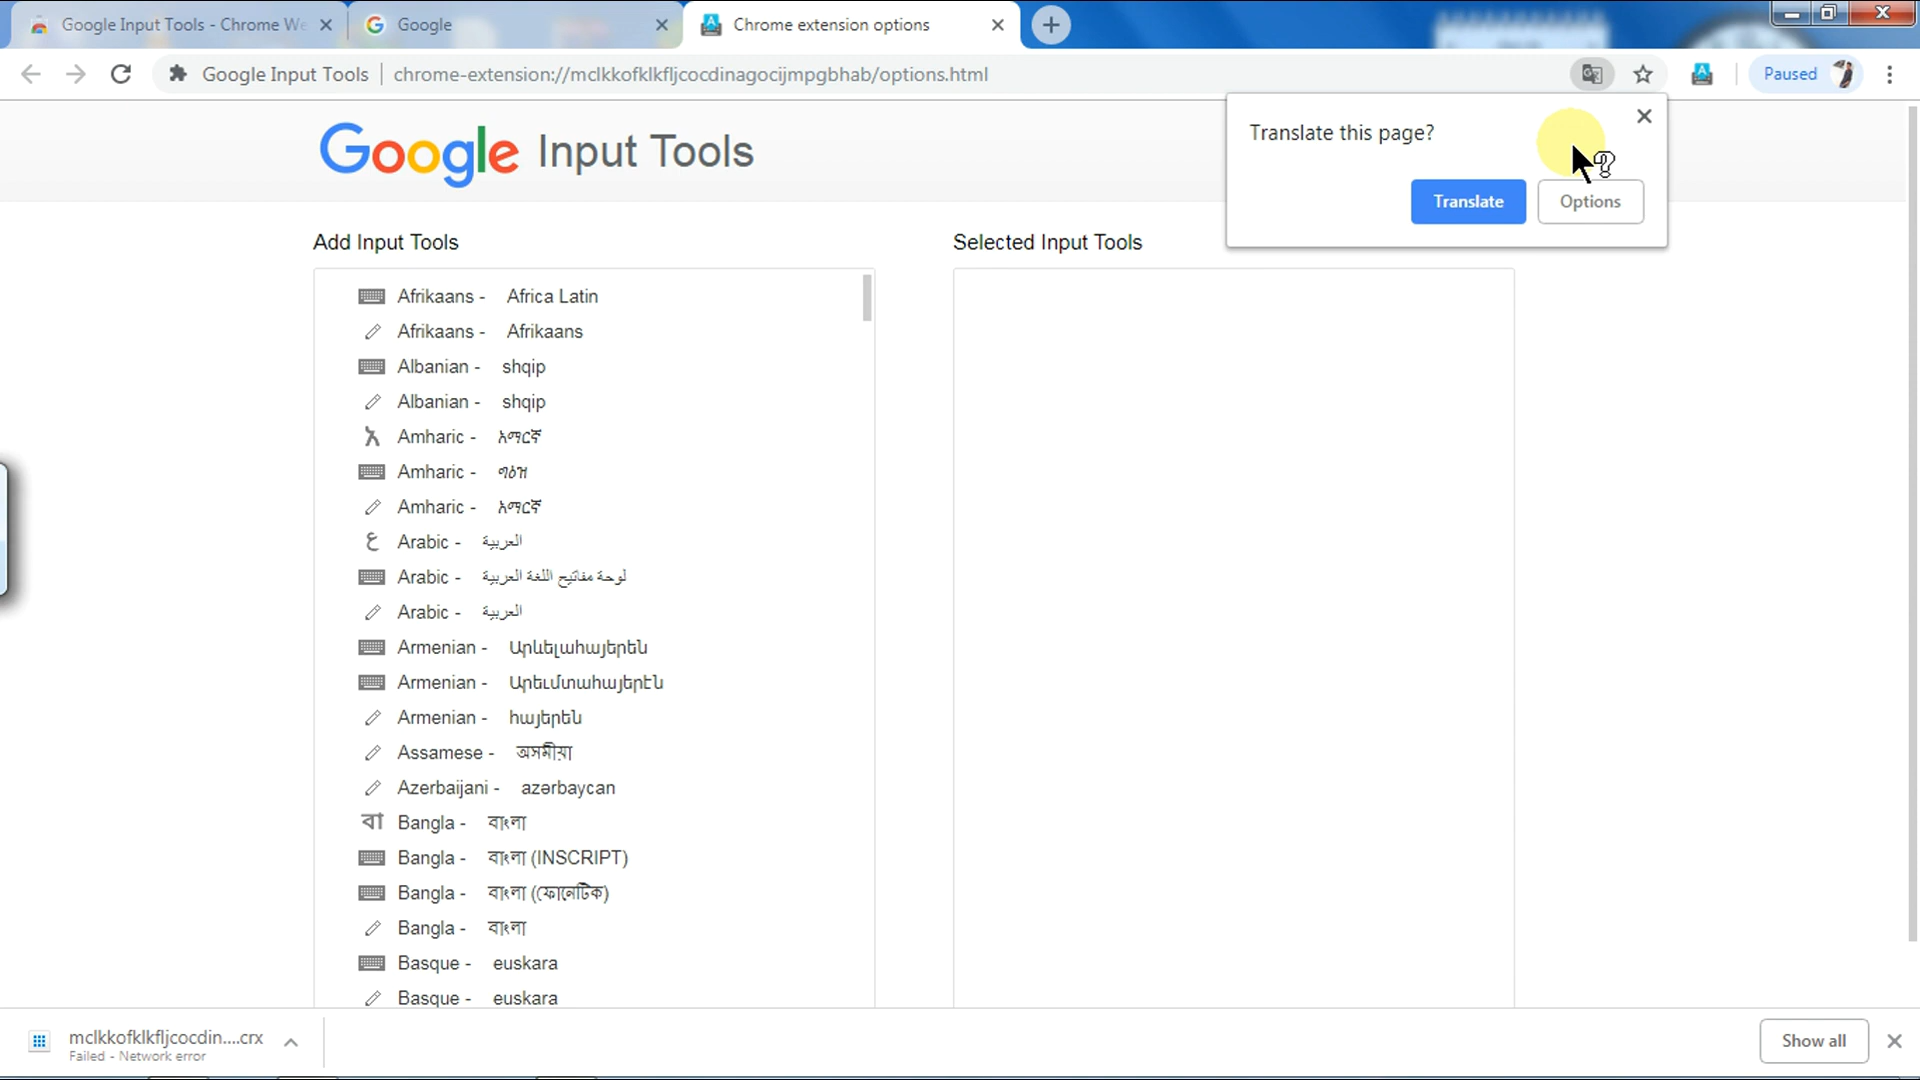 Google Input Tools - Chrome We
Google
Chrome extension options
Google Input Tools
chrome-extension://mclkkofklkfljcocdinagocijmpgbhab/options.html
Paused
Google Input Tools
Translate this page?
Translate
Options
Add Input Tools
Selected Input Tools
Afrikaans - Africa Latin
Afrikaans - Afrikaans
Albanian - shqip
Albanian - shqip
አ Amharic - አማርኛ
Amharic - ግዕዝ
Amharic - አማርኛ
ع Arabic - العربية
Arabic - لوحة مفاتيح اللغة العربية
Arabic - العربية
Armenian - Արևելահայերեն
Armenian - Արեւմտահայերէն
Armenian - հայերեն
Assamese - অসমীয়া
Azerbaijani - azərbaycan
বা Bangla - বাংলা
Bangla - বাংলা (INSCRIPT)
Bangla - বাংলা (ফোনেটিক)
Bangla - বাংলা
Basque - euskara
Basque - euskara
mclkkofklkfljcocdin....crx
Failed - Network error
Show all